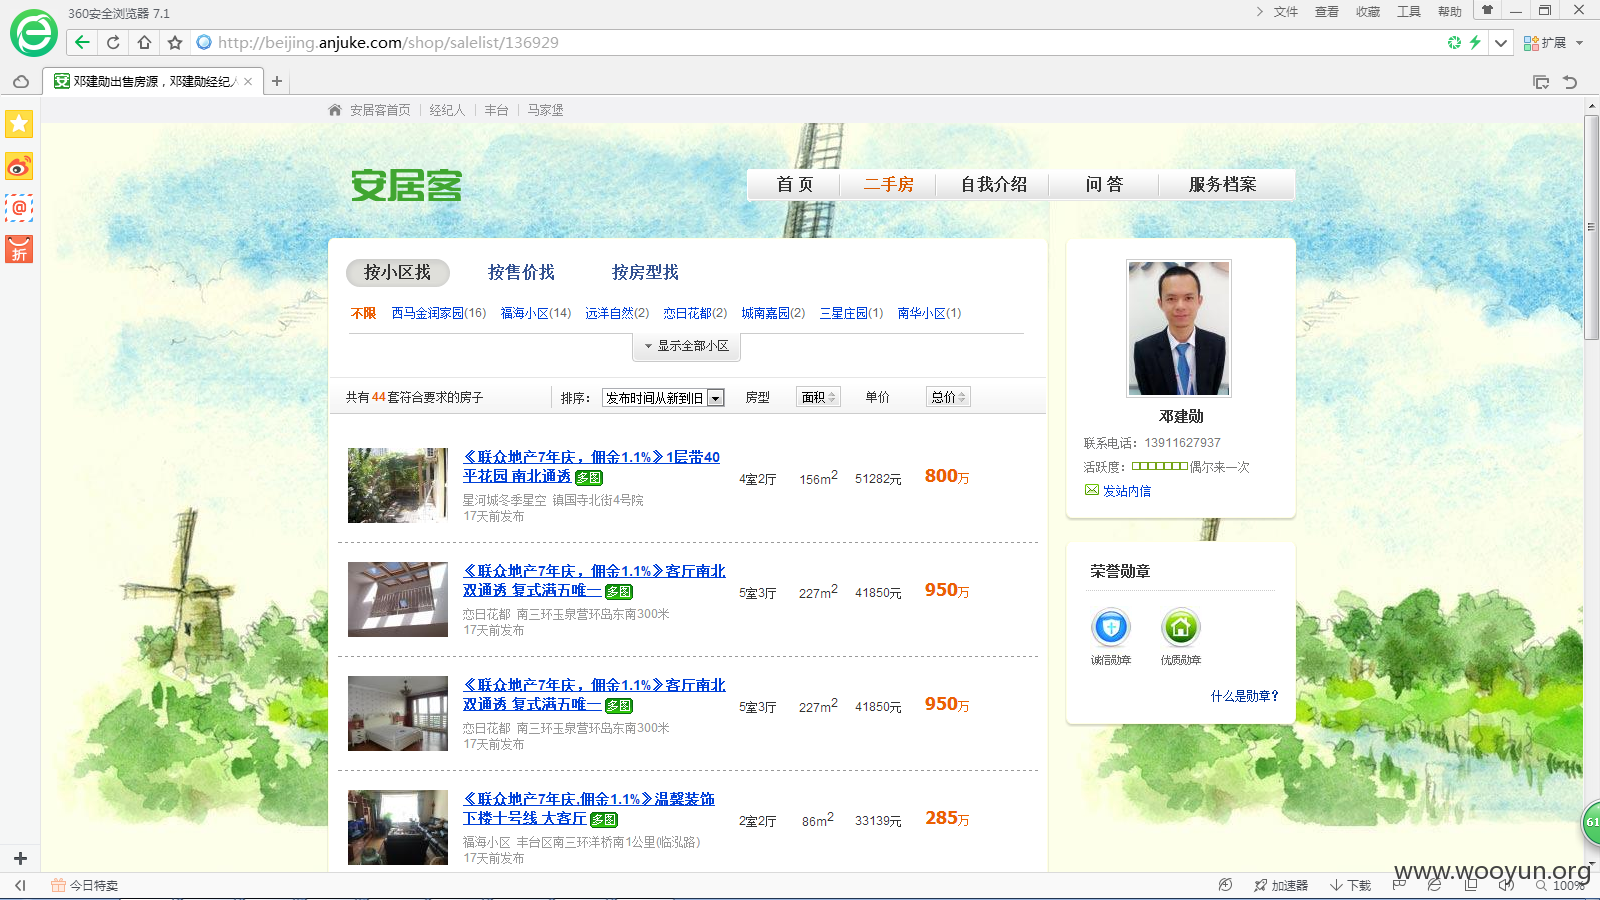 360安全浏览器 7.1
文件 查看 收藏 工具 帮助
http://beijing.anjuke.com/shop/salelist/136929
扩展
邓建勋出售房源，邓建勋经纪人
安居客首页 经纪人 丰台 马家堡
安居客
首 页 二手房 自我介绍 问 答 服务档案
@
折
按小区找 按售价找 按房型找
不限 西马金润家园(16) 福海小区(14) 远洋自然(2) 恋日花都(2) 城南嘉园(2) 三星庄园(1) 南华小区(1)
显示全部小区
共有44套符合要求的房子 排序： 发布时间从新到旧 房型 面积 单价 总价
《联众地产7年庆，佣金1.1%》1层带40
平花园 南北通透 多图
星河城冬季星空 镇国寺北街4号院
17天前发布
4室2厅 156m2 51282元 800万
《联众地产7年庆，佣金1.1%》客厅南北
双通透 复式满五唯一 多图
恋日花都 南三环玉泉营环岛东南300米
17天前发布
5室3厅 227m2 41850元 950万
《联众地产7年庆，佣金1.1%》客厅南北
双通透 复式满五唯一 多图
恋日花都 南三环玉泉营环岛东南300米
17天前发布
5室3厅 227m2 41850元 950万
《联众地产7年庆,佣金1.1%》温馨装饰
下楼十号线 大客厅 多图
福海小区 丰台区南三环洋桥南1公里(临泓路)
17天前发布
2室2厅 86m2 33139元 285万
邓建勋
联系电话：13911627937
活跃度： 偶尔来一次
发站内信
荣誉勋章
诚信勋章 优质勋章
什么是勋章?
61
www.wooyun.org
今日特卖
加速器 下载 100%